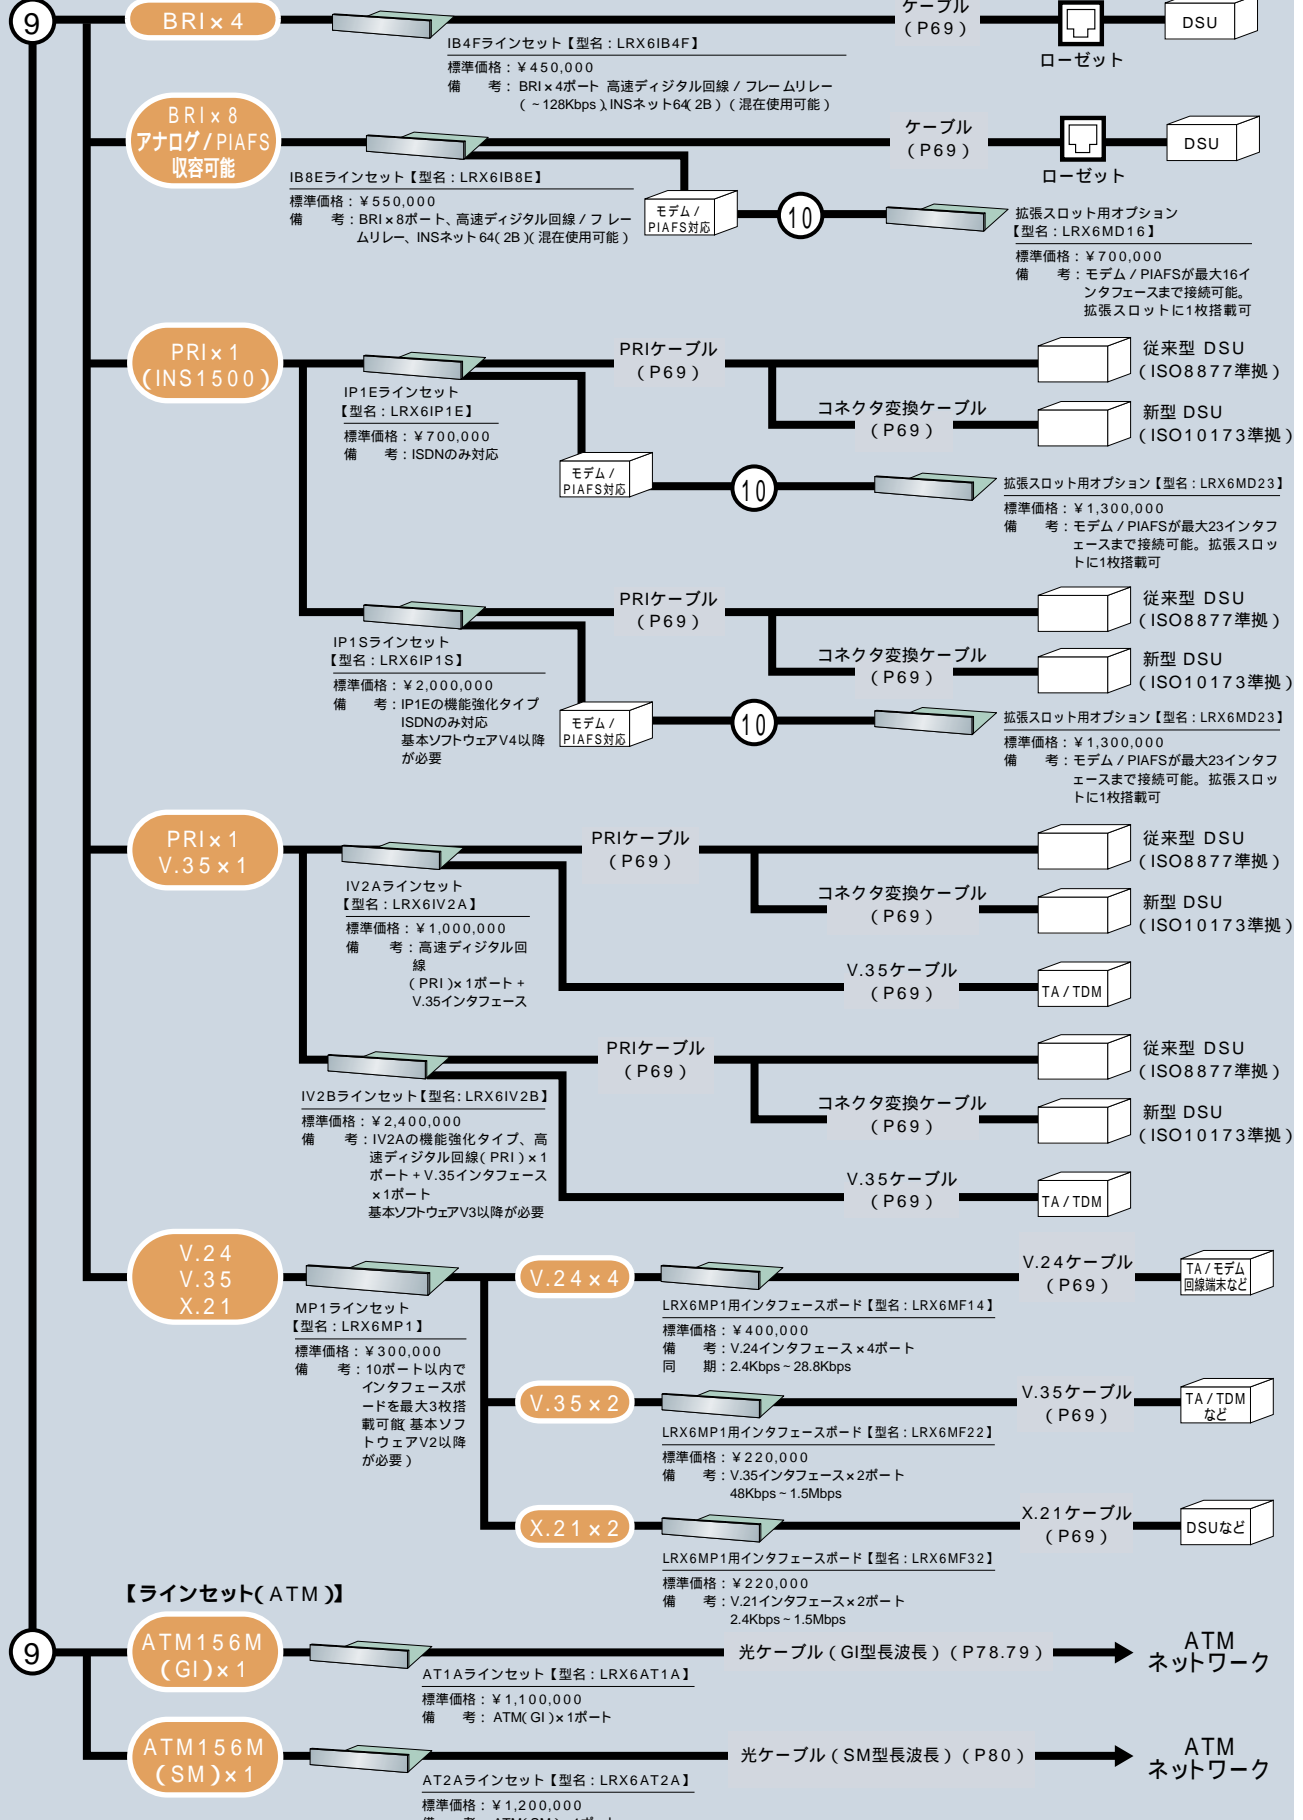 9
BRI×4
ケーブル
(P69)
ローゼット
DSU
IB4Fラインセット【型名:LRX6IB4F】
標準価格:¥450,000
備 考:BRI×4ポート 高速ディジタル回線/フレームリレー
(~128Kbps)、INSネット64(2B)(混在使用可能)
BRI×8
アナログ/PIAFS
収容可能
ケーブル
(P69)
ローゼット
DSU
IB8Eラインセット【型名:LRX6IB8E】
標準価格:¥550,000
備 考:BRI×8ポート、高速ディジタル回線/フレー
ムリレー、INSネット64(2B)(混在使用可能)
モデム/
PIAFS対応
10
拡張スロット用オプション
【型名:LRX6MD16】
標準価格:¥700,000
備 考:モデム/PIAFSが最大16イ
ンタフェースまで接続可能。
拡張スロットに1枚搭載可
PRI×1
(INS1500)
PRIケーブル
(P69)
従来型 DSU
(ISO8877準拠)
IP1Eラインセット
【型名:LRX6IP1E】
標準価格:¥700,000
備 考:ISDNのみ対応
コネクタ変換ケーブル
(P69)
新型 DSU
(ISO10173準拠)
モデム/
PIAFS対応
10
拡張スロット用オプション【型名:LRX6MD23】
標準価格:¥1,300,000
備 考:モデム/PIAFSが最大23インタフ
ェースまで接続可能。拡張スロッ
トに1枚搭載可
PRIケーブル
(P69)
従来型 DSU
(ISO8877準拠)
IP1Sラインセット
【型名:LRX6IP1S】
標準価格:¥2,000,000
備 考:IP1Eの機能強化タイプ
ISDNのみ対応
基本ソフトウェアV4以降
が必要
コネクタ変換ケーブル
(P69)
新型 DSU
(ISO10173準拠)
モデム/
PIAFS対応
10
拡張スロット用オプション【型名:LRX6MD23】
標準価格:¥1,300,000
備 考:モデム/PIAFSが最大23インタフ
ェースまで接続可能。拡張スロッ
トに1枚搭載可
PRI×1
V.35×1
PRIケーブル
(P69)
従来型 DSU
(ISO8877準拠)
IV2Aラインセット
【型名:LRX6IV2A】
標準価格:¥1,000,000
備 考:高速ディジタル回
線
(PRI)×1ポート+
V.35インタフェース
コネクタ変換ケーブル
(P69)
新型 DSU
(ISO10173準拠)
V.35ケーブル
(P69)
TA/TDM
PRIケーブル
(P69)
従来型 DSU
(ISO8877準拠)
IV2Bラインセット【型名:LRX6IV2B】
標準価格:¥2,400,000
備 考:IV2Aの機能強化タイプ、高
速ディジタル回線(PRI)×1
ポート+V.35インタフェース
×1ポート
基本ソフトウェアV3以降が必要
コネクタ変換ケーブル
(P69)
新型 DSU
(ISO10173準拠)
V.35ケーブル
(P69)
TA/TDM
V.24
V.35
X.21
MP1ラインセット
【型名:LRX6MP1】
標準価格:¥300,000
備 考:10ポート以内で
インタフェースボ
ードを最大3枚搭
載可能(基本ソフ
トウェアV2以降
が必要)
V.24×4
V.24ケーブル
(P69)
TA/モデム
回線端末など
LRX6MP1用インタフェースボード【型名:LRX6MF14】
標準価格:¥400,000
備 考:V.24インタフェース×4ポート
同 期:2.4Kbps~28.8Kbps
V.35×2
V.35ケーブル
(P69)
TA/TDM
など
LRX6MP1用インタフェースボード【型名:LRX6MF22】
標準価格:¥220,000
備 考:V.35インタフェース×2ポート
48Kbps~1.5Mbps
X.21×2
X.21ケーブル
(P69)
DSUなど
LRX6MP1用インタフェースボード【型名:LRX6MF32】
標準価格:¥220,000
備 考:V.21インタフェース×2ポート
2.4Kbps~1.5Mbps
【ラインセット(ATM)】
9
ATM156M
(GI)×1
光ケーブル(GI型長波長)(P78.79)
ATM
ネットワーク
AT1Aラインセット【型名:LRX6AT1A】
標準価格:¥1,100,000
備 考:ATM(GI)×1ポート
ATM156M
(SM)×1
光ケーブル(SM型長波長)(P80)
ATM
ネットワーク
AT2Aラインセット【型名:LRX6AT2A】
標準価格:¥1,200,000